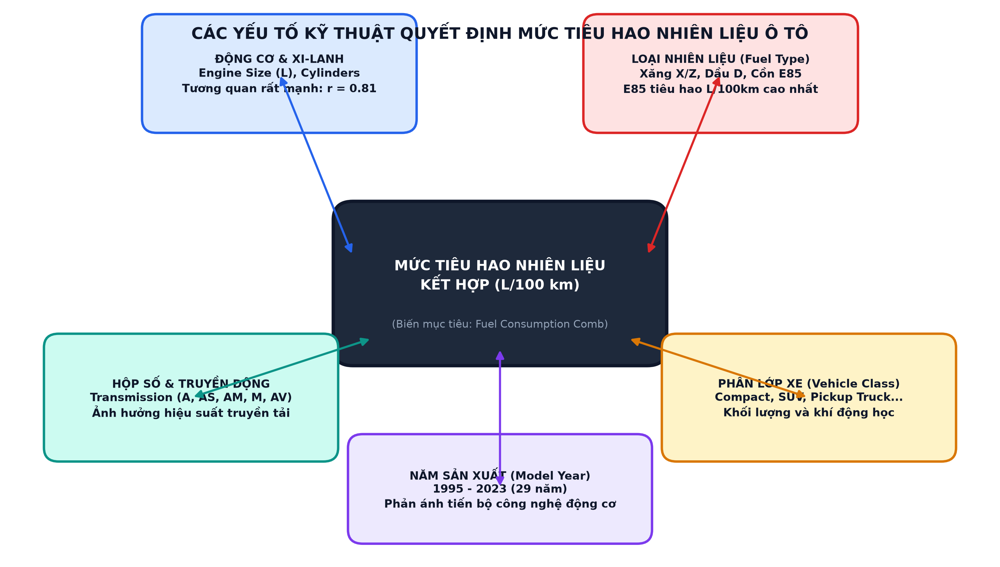 CÁC YẾU TỐ KỸ THUẬT QUYẾT ĐỊNH MỨC TIÊU HAO NHIÊN LIỆU Ô TÔ
ĐỘNG CƠ & XI-LANH
Engine Size (L), Cylinders
Tương quan rất mạnh: r = 0.81
LOẠI NHIÊN LIỆU (Fuel Type)
Xăng X/Z, Dầu D, Cồn E85
E85 tiêu hao L/100km cao nhất
MỨC TIÊU HAO NHIÊN LIỆU
KẾT HỢP (L/100 km)
(Biến mục tiêu: Fuel Consumption Comb)
HỘP SỐ & TRUYỀN ĐỘNG
Transmission (A, AS, AM, M, AV)
Ảnh hưởng hiệu suất truyền tải
PHÂN LỚP XE (Vehicle Class)
Compact, SUV, Pickup Truck...
Khối lượng và khí động học
NĂM SẢN XUẤT (Model Year)
1995 - 2023 (29 năm)
Phản ánh tiến bộ công nghệ động cơ